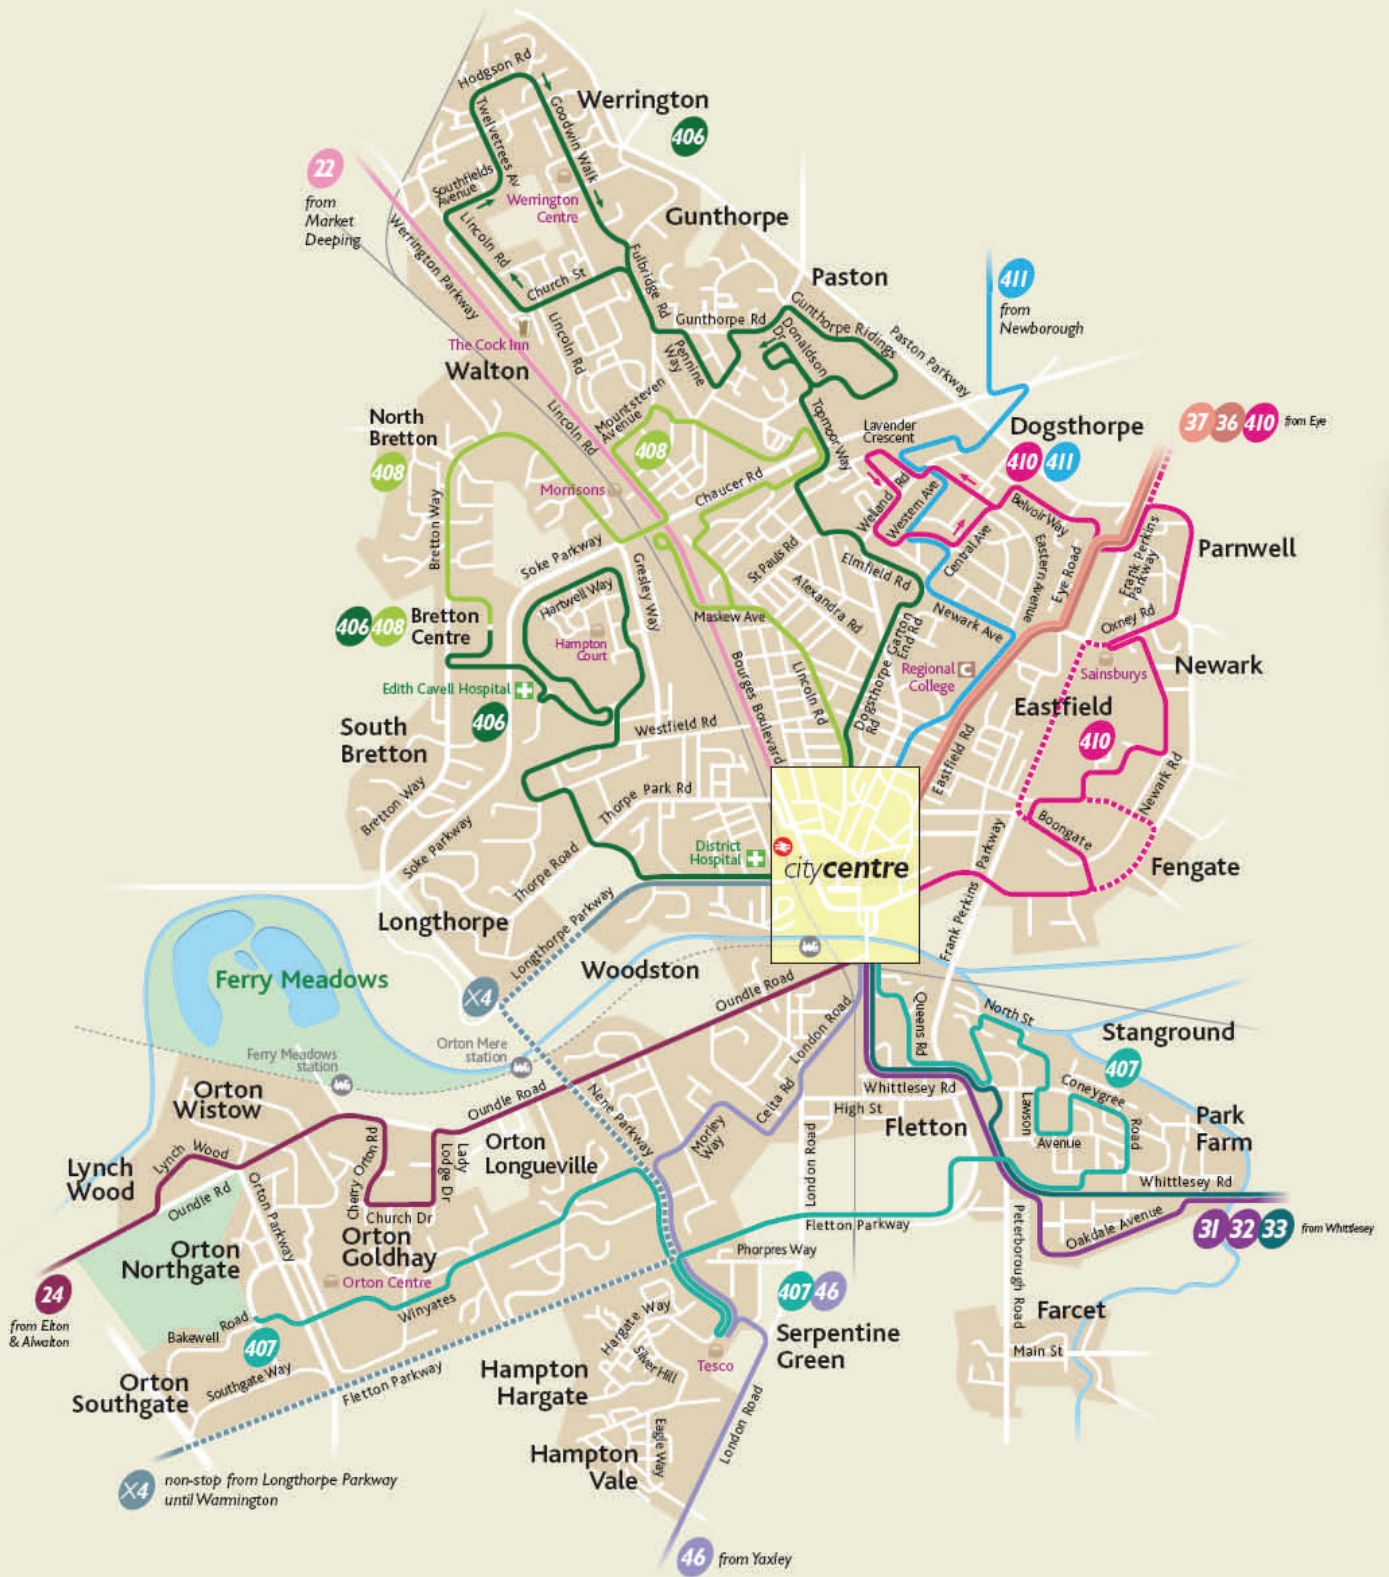 Hodgson Rd
Goodwin Walk
Twelvetrees Av
Werrington
406
22
from
Market
Deeping
Southfields
Avenue
Werrington
Centre
Lincoln Rd
Werrington Parkway
Church St
Gunthorpe
Fulbridge Rd
Paston
Gunthorpe Rd
Gunthorpe Ridings
Donaldson
Dr
Paston Parkway
411
from
Newborough
The Cock Inn
Walton
Lincoln Rd
Pennine
Way
Mountsteven
Avenue
Lincoln Rd
Topmoor Way
Lavender
Crescent
North
Bretton
408
408
Dogsthorpe
410 411
37 36 410 from Eye
Chaucer Rd
Morrisons
Bretton Way
Welland Rd
Western Ave
Belvoir Way
Central Ave
Eastern Avenue
Eye Road
Frank Perkins
Parkway
Parnwell
Soke Parkway
Gresley Way
St Pauls Rd
Elmfield Rd
Alexandra Rd
Hartwell Way
Hampton
Court
Maskew Ave
Newark Ave
Oxney Rd
406 408 Bretton
Centre
Edith Cavell Hospital
406
Dogsthorpe
Rd
Garton
End Rd
Regional
College
Sainsburys
Newark
Bourges Boulevard
Lincoln Rd
Eastfield
410
South
Bretton
Westfield Rd
Eastfield Rd
Newark Rd
Thorpe Park Rd
Bretton Way
Soke Parkway
Thorpe Road
District
Hospital
citycentre
Boongate
Fengate
Frank Perkins Parkway
Longthorpe
Longthorpe Parkway
Woodston
Ferry Meadows
X4
Oundle Road
London Road
Queens Rd
North St
Stanground
407
Ferry Meadows
station
Orton Mere
station
Orton
Wistow
Oundle Road
Nene Parkway
Celta Rd
Whittlesey Rd
High St
Fletton
Lawson
Avenue
Coneygree
Road
Park
Farm
Lynch
Wood
Lynch Wood
Oundle Rd
Orton Parkway
Cherry Orton Rd
Church Dr
Lady
Lodge Dr
Orton
Longueville
Morley
Way
London Road
Whittlesey Rd
Fletton Parkway
Oakdale Avenue
31 32 33 from Whittlesey
Orton
Northgate
Orton
Goldhay
Orton Centre
Phorpres Way
Peterborough Road
24
from Elton
& Alwalton
Bakewell Road
407
Winyates
407 46
Serpentine
Green
Hargate Way
Silver Hill
Tesco
Farcet
Main St
Orton
Southgate
Southgate Way
Fletton Parkway
Hampton
Hargate
Hampton
Vale
Eagle Way
London Road
X4 non-stop from Longthorpe Parkway
until Warmington
46 from Yaxley